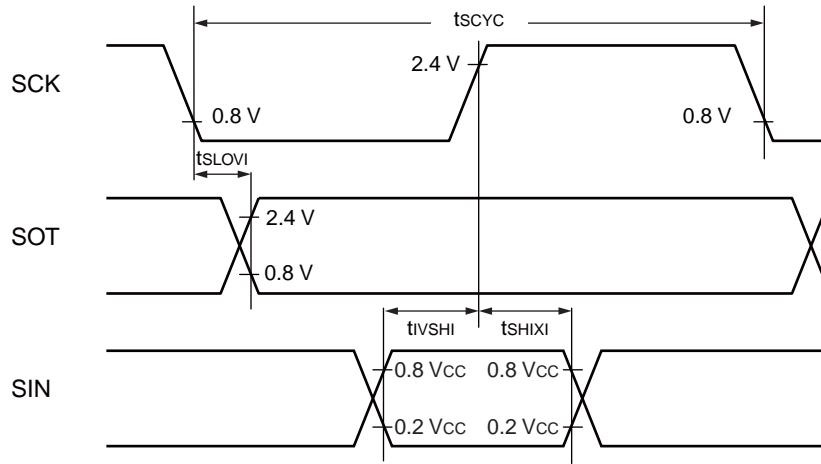 tSCYC
SCK
2.4 V
0.8 V
0.8 V
tSLOVI
SOT
2.4 V
0.8 V
tIVSHI
tSHIXI
SIN
0.8 VCC
0.8 VCC
0.2 VCC
0.2 VCC